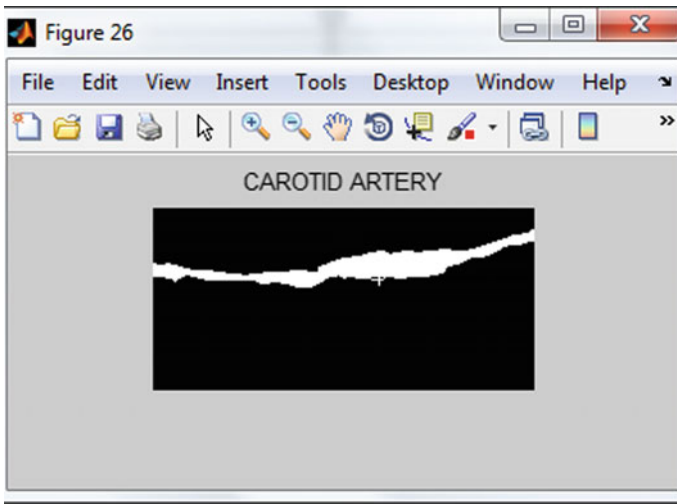 Figure 26
File Edit View Insert Tools Desktop Window Help
CAROTID ARTERY